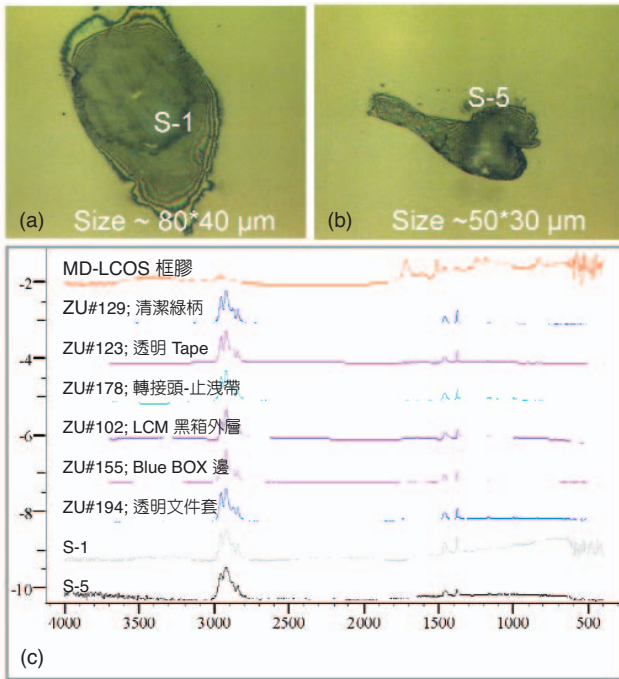 S-1
(a) Size ~ 80*40 μm
S-5
(b) Size ~50*30 μm
MD-LCOS 框膠
-2
ZU#129; 清潔綠柄
ZU#123; 透明 Tape
-4
ZU#178; 轉接頭-止洩帶
ZU#102; LCM 黑箱外層
-6
ZU#155; Blue BOX 邊
ZU#194; 透明文件套
-8
S-1
S-5
-10
4000 3500 3000 2500 2000 1500 1000 500
(c)